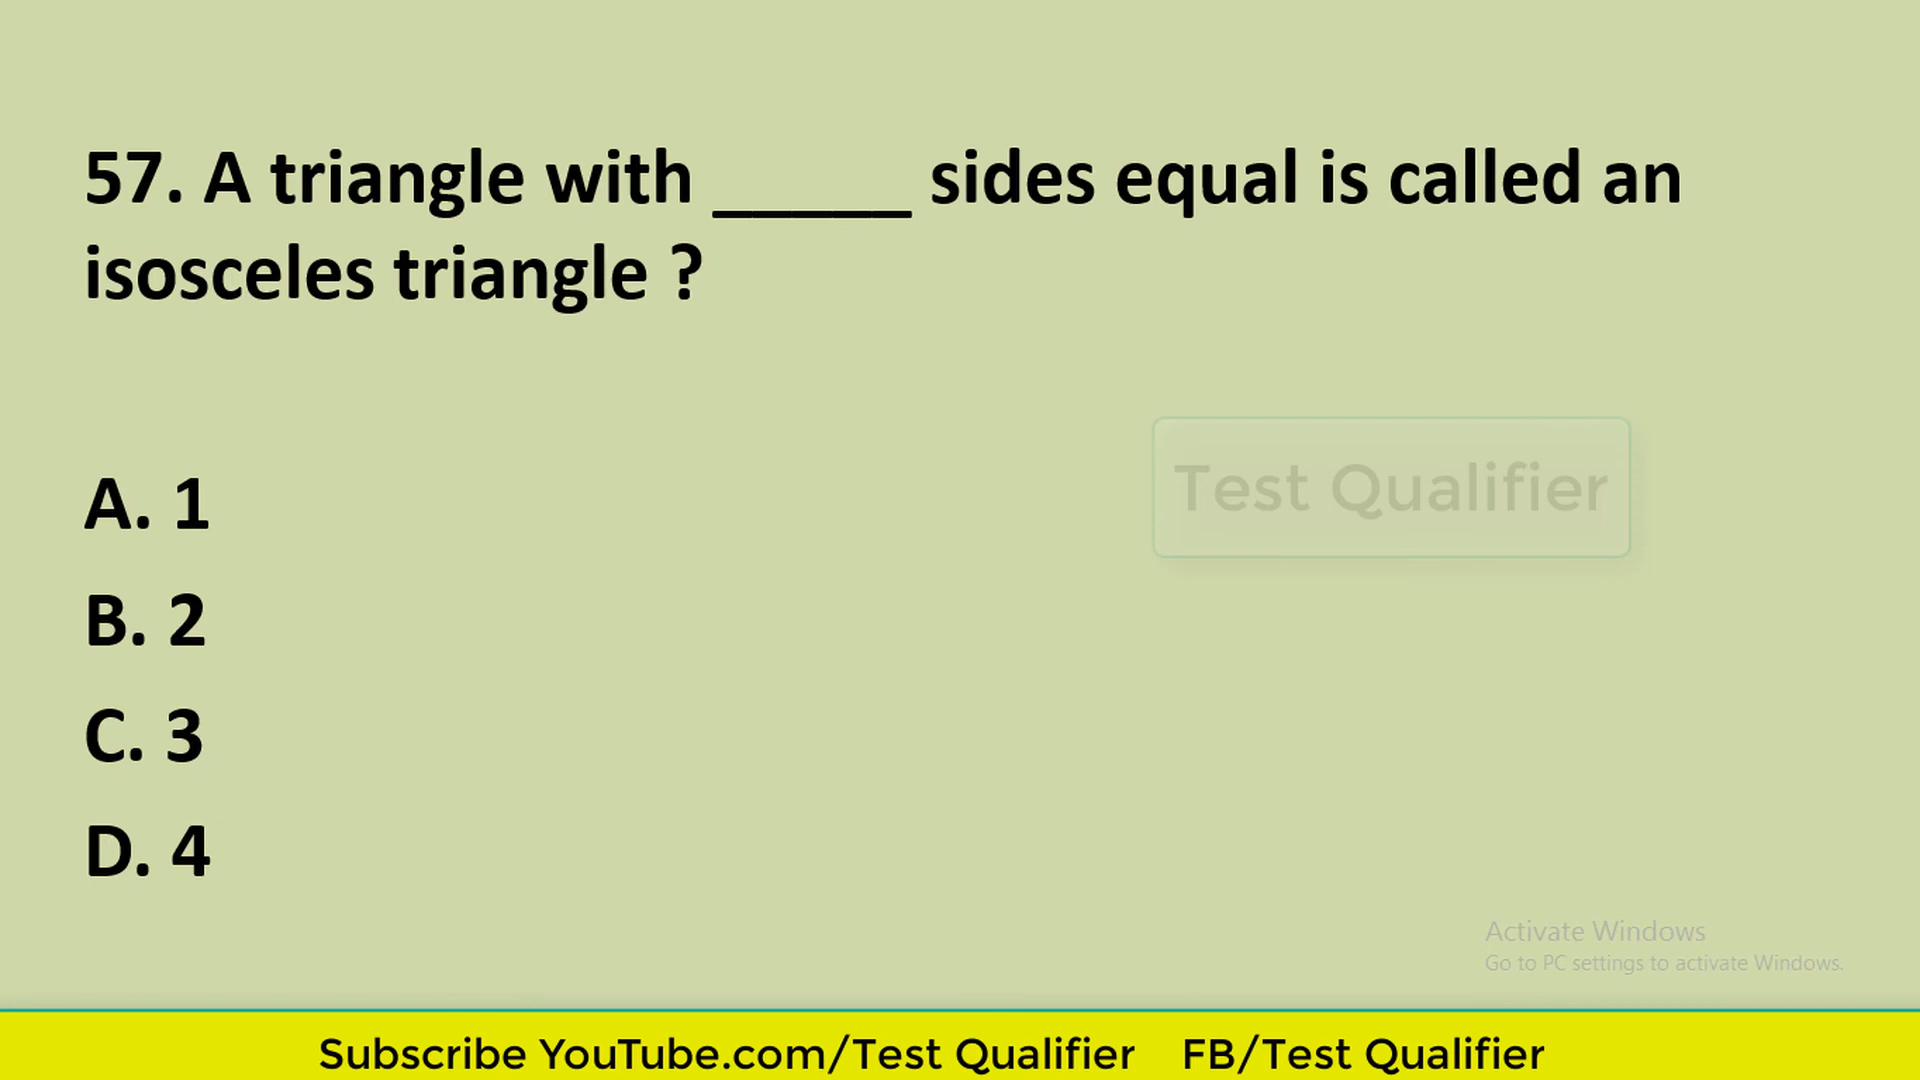 57. A triangle with _____ sides equal is called an
isosceles triangle ?
Test Qualifier
A. 1
B. 2
C. 3
D. 4
Activate Windows
Go to PC settings to activate Windows.
Subscribe YouTube.com/Test Qualifier FB/Test Qualifier